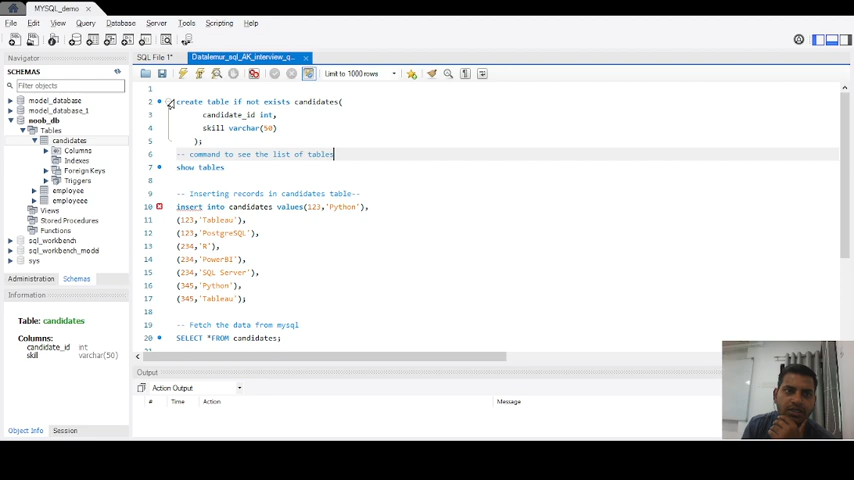 MYSQL_demo
File Edit View Query Database Server Tools Scripting Help
SQL File 1*
Datalemur_sql_AK_interview_q...
Navigator
SCHEMAS
Filter objects
model_database
model_database_1
noob_db
Tables
candidates
Columns
Indexes
Foreign Keys
Triggers
employee
employeee
Views
Stored Procedures
Functions
sql_workbench
sql_workbench_model
sys
Administration Schemas
Information
Table: candidates
Columns:
candidate_id int
skill varchar(50)
Object Info Session
Limit to 1000 rows
1
2 create table if not exists candidates(
3 candidate_id int,
4 skill varchar(50)
5 );
6 -- command to see the list of tables
7 show tables
8
9 -- Inserting records in candidates table--
10 insert into candidates values(123,'Python'),
11 (123,'Tableau'),
12 (123,'PostgreSQL'),
13 (234,'R'),
14 (234,'PowerBI'),
15 (234,'SQL Server'),
16 (345,'Python'),
17 (345,'Tableau');
18
19 -- Fetch the data from mysql
20 SELECT *FROM candidates;
Output
Action Output
# Time Action Message